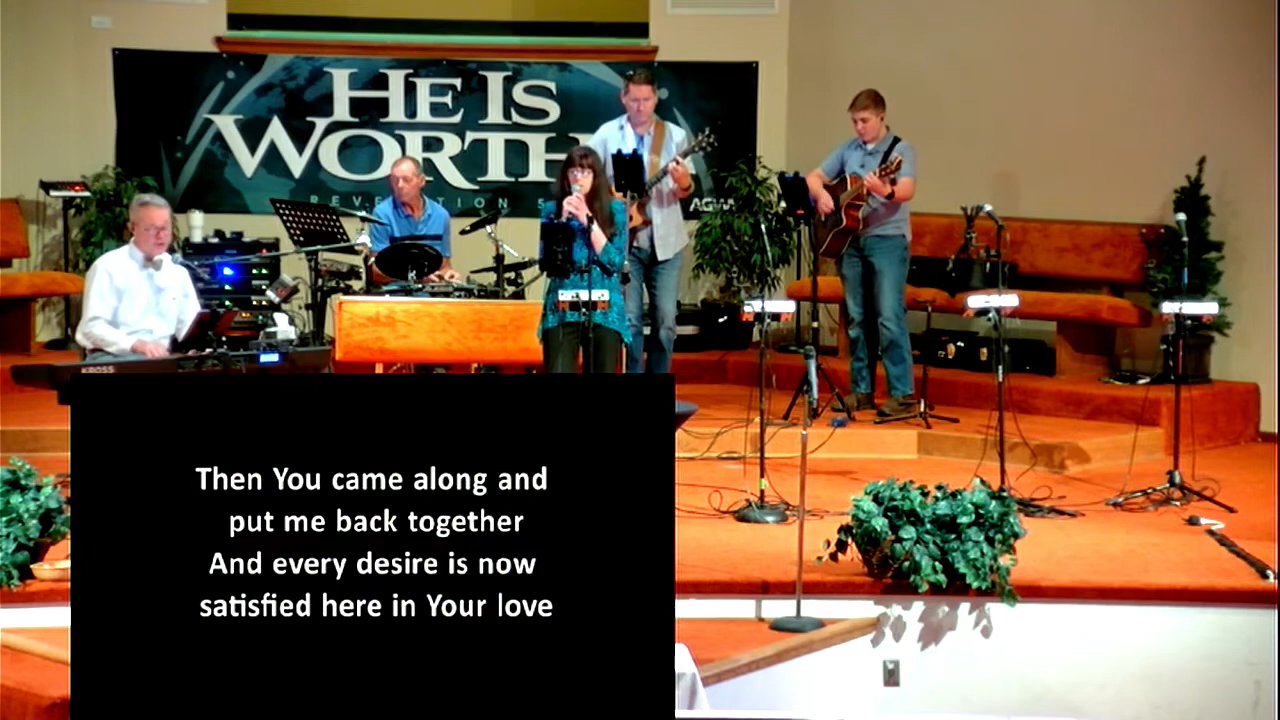 HE IS
WORTH
REVELATION 5
AGWM
KROSS
Then You came along and
put me back together
And every desire is now
satisfied here in Your love